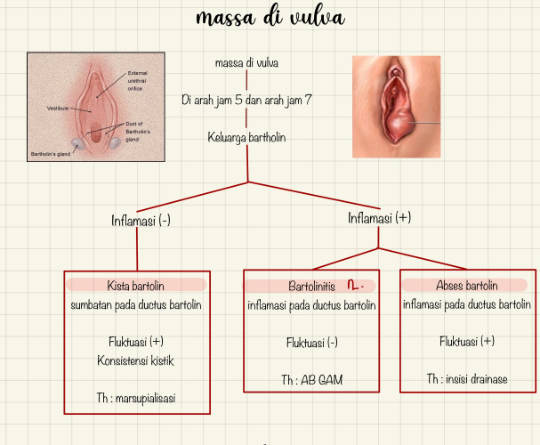 massa di vulva
massa di vulva
Di arah jam 5 dan arah jam 7
Keluarga bartholin
External
urethral
orifice
Vestibule
Duct of
Bartholin's
gland
Bartholin's gland
Inflamasi (-)
Inflamasi (+)
Kista bartolin
sumbatan pada ductus bartolin
Fluktuasi (+)
Konsistensi kistik
Th : marsupialisasi
Bartolinitis
inflamasi pada ductus bartolin
Fluktuasi (-)
Th : AB GAM
Abses bartolin
inflamasi pada ductus bartolin
Fluktuasi (+)
Th : insisi drainase